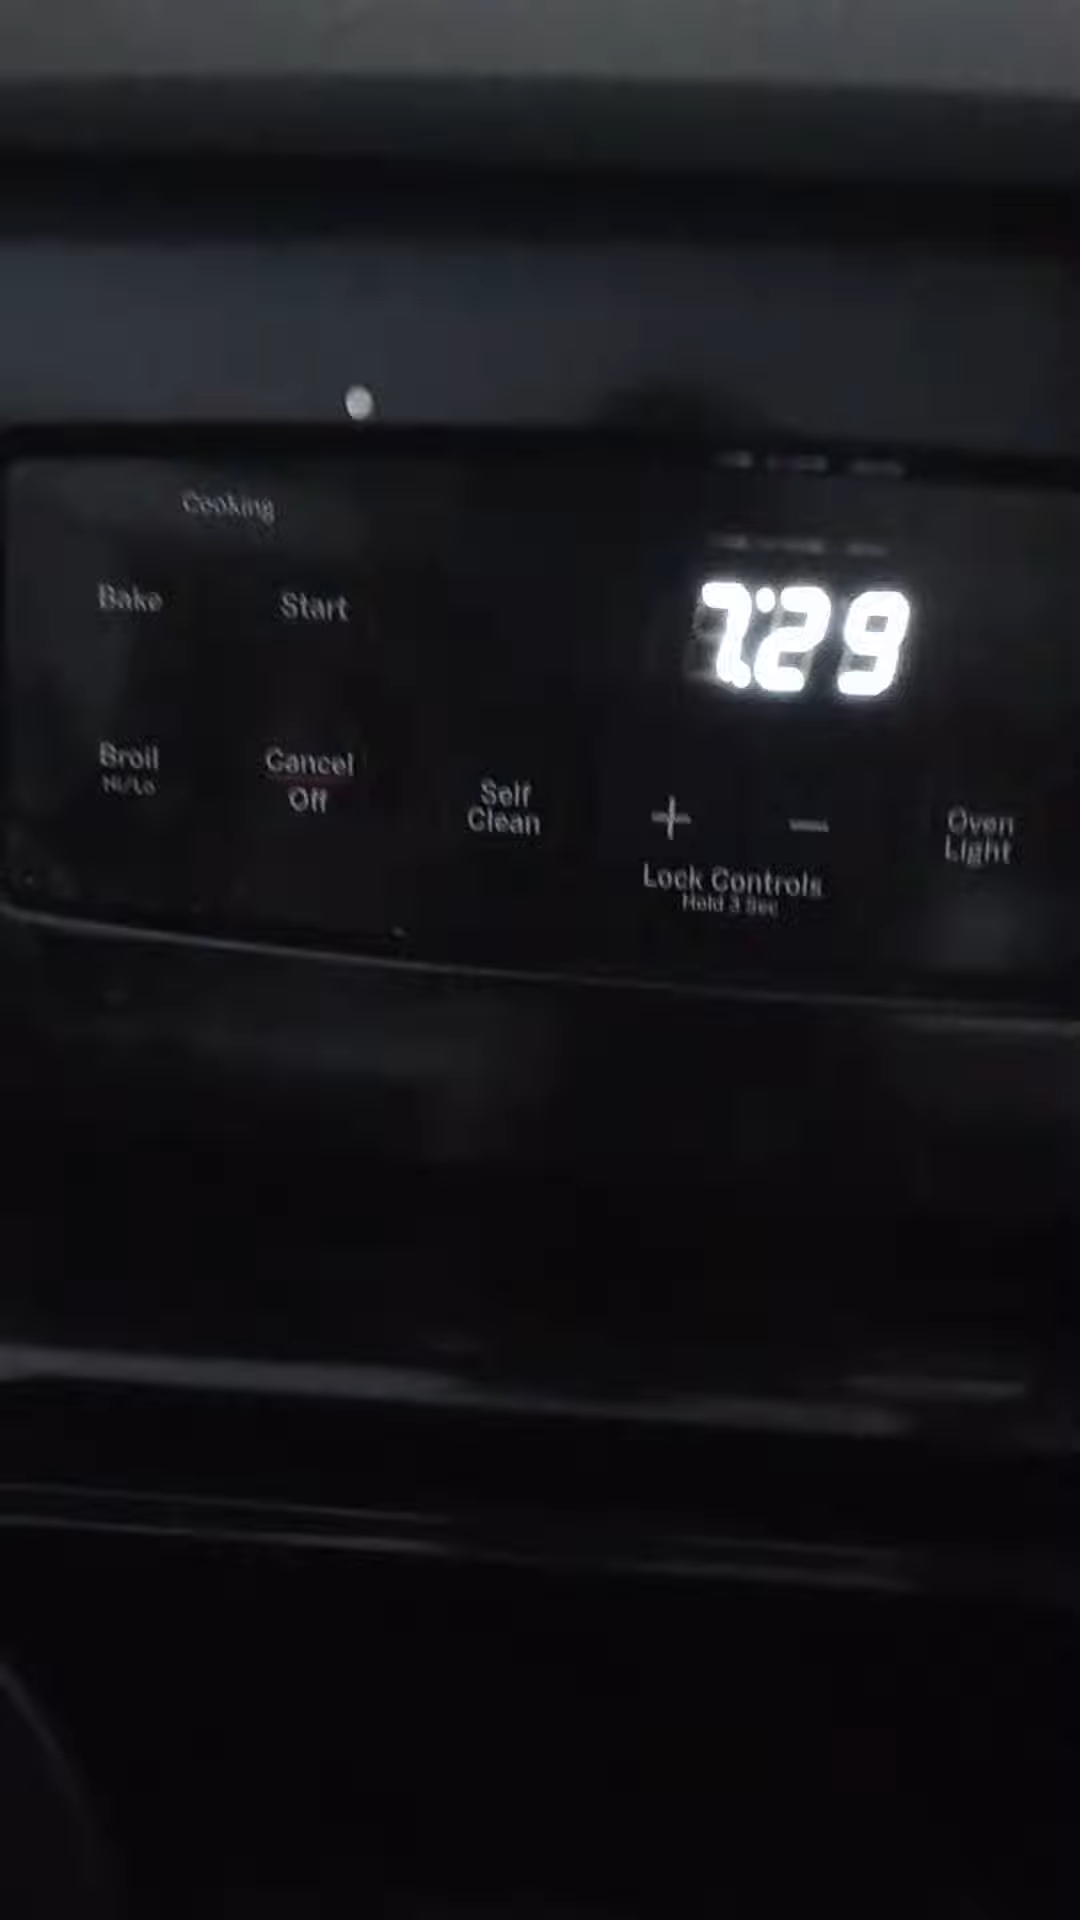 Cooking
Bake
Start
7:29
Broil
Hi/Lo
Cancel
Off
Self
Clean
+
−
Oven
Light
Lock Controls
Hold 3 Sec